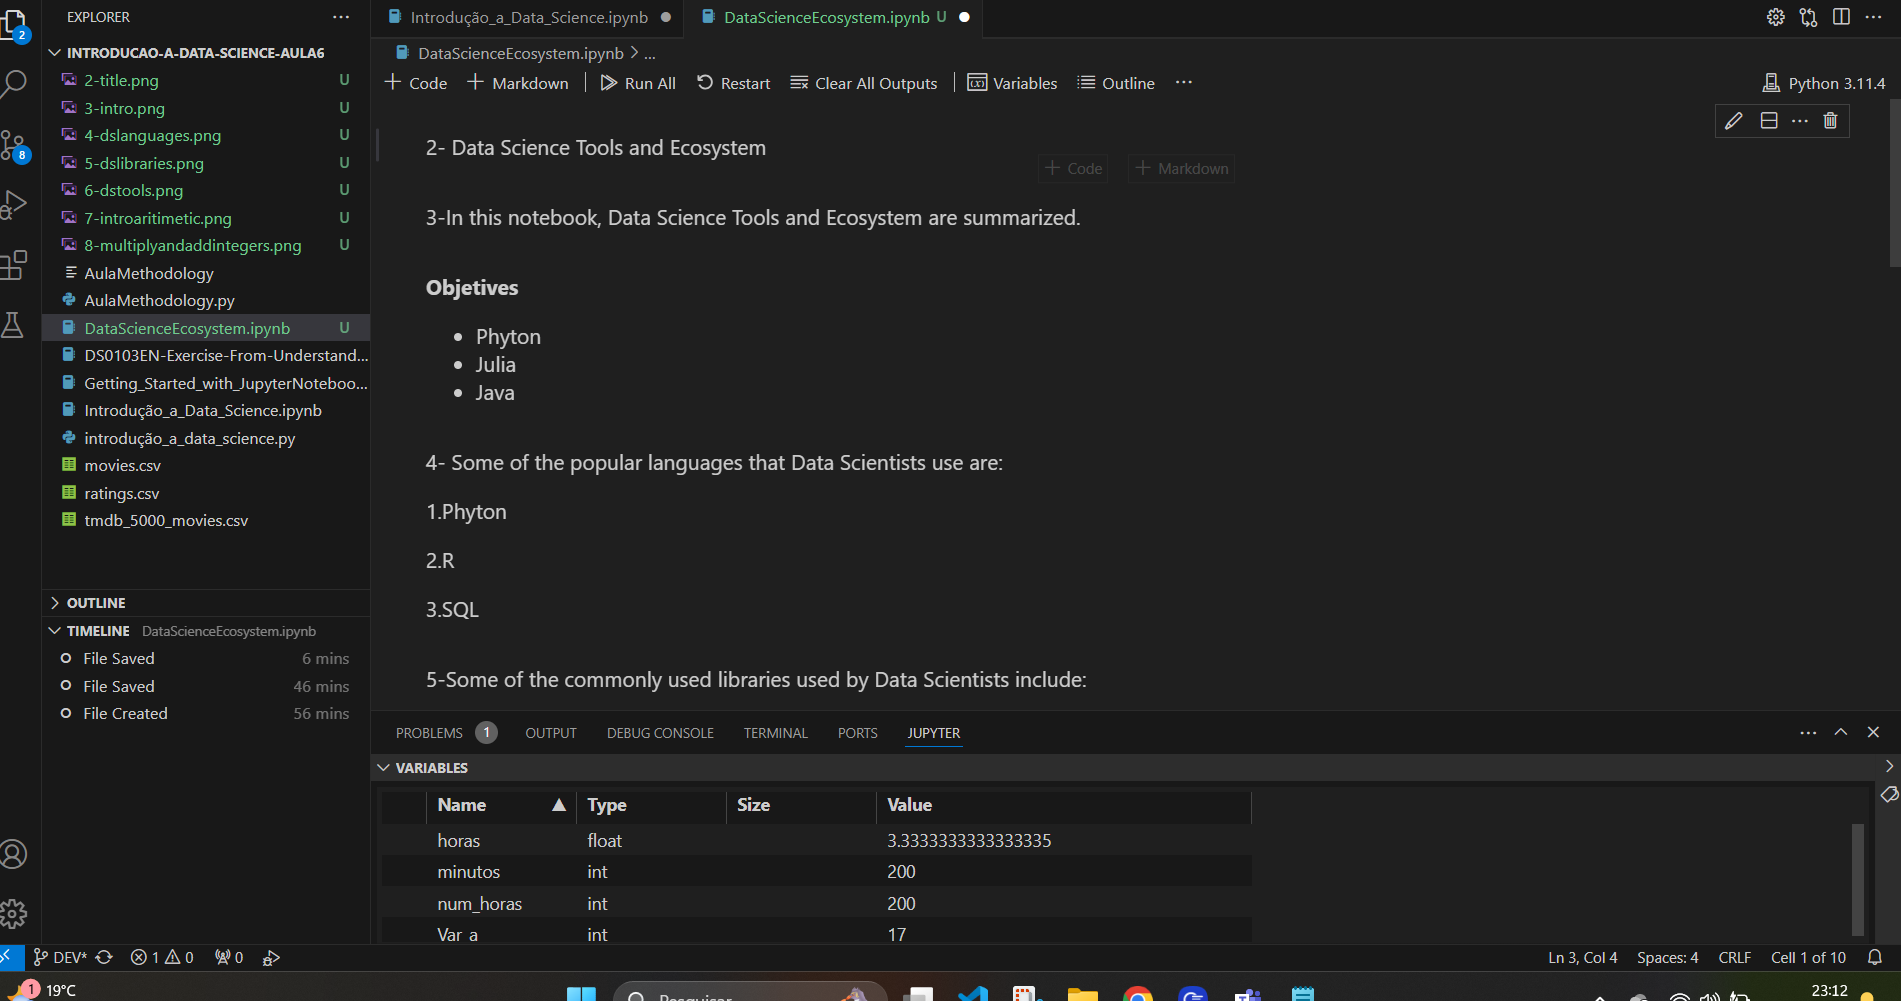 EXPLORER
2
INTRODUCAO-A-DATA-SCIENCE-AULA6
2-title.png U
3-intro.png U
4-dslanguages.png U
8
5-dslibraries.png U
6-dstools.png U
7-introaritimetic.png U
8-multiplyandaddintegers.png U
AulaMethodology
AulaMethodology.py
DataScienceEcosystem.ipynb U
DS0103EN-Exercise-From-Understand...
Getting_Started_with_JupyterNoteboo...
Introdução_a_Data_Science.ipynb
introdução_a_data_science.py
movies.csv
ratings.csv
tmdb_5000_movies.csv
OUTLINE
TIMELINE DataScienceEcosystem.ipynb
File Saved 6 mins
File Saved 46 mins
File Created 56 mins
Introdução_a_Data_Science.ipynb
DataScienceEcosystem.ipynb U
DataScienceEcosystem.ipynb > ...
+ Code + Markdown Run All Restart Clear All Outputs Variables Outline ... Python 3.11.4
2- Data Science Tools and Ecosystem
+ Code + Markdown
3-In this notebook, Data Science Tools and Ecosystem are summarized.
Objetives
• Phyton
• Julia
• Java
4- Some of the popular languages that Data Scientists use are:
1.Phyton
2.R
3.SQL
5-Some of the commonly used libraries used by Data Scientists include:
PROBLEMS 1 OUTPUT DEBUG CONSOLE TERMINAL PORTS JUPYTER
VARIABLES
Name Type Size Value
horas float 3.3333333333333335
minutos int 200
num_horas int 200
Var a int 17
DEV* 1 0 0 Ln 3, Col 4 Spaces: 4 CRLF Cell 1 of 10
1 19°C Pesquisar 23:12